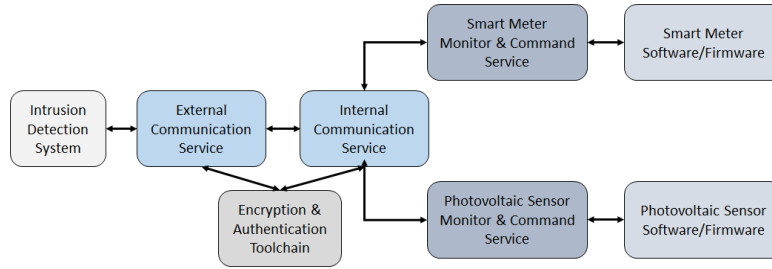 Intrusion
Detection
System
External
Communication
Service
Internal
Communication
Service
Encryption &
Authentication
Toolchain
Smart Meter
Monitor & Command
Service
Smart Meter
Software/Firmware
Photovoltaic Sensor
Monitor & Command
Service
Photovoltaic Sensor
Software/Firmware